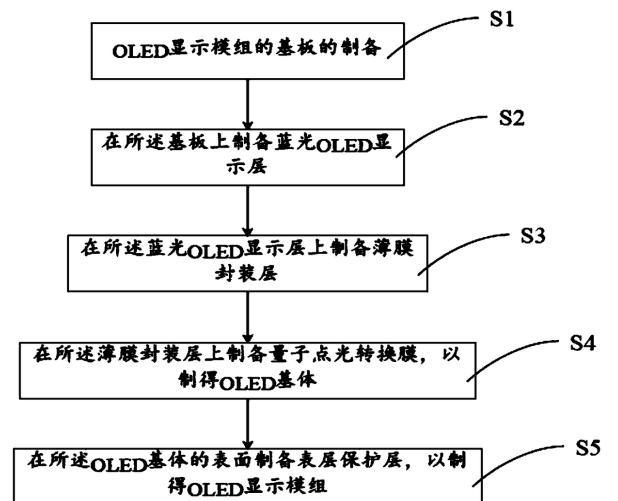 S1
OLED显示模组的基板的制备
S2
在所述基板上制备蓝光OLED显
示层
S3
在所述蓝光OLED显示层上制备薄膜
封装层
S4
在所述薄膜封装层上制备量子点光转换膜，以
制得OLED基体
S5
在所述OLED基体的表面制备表层保护层，以制
得OLED显示模组